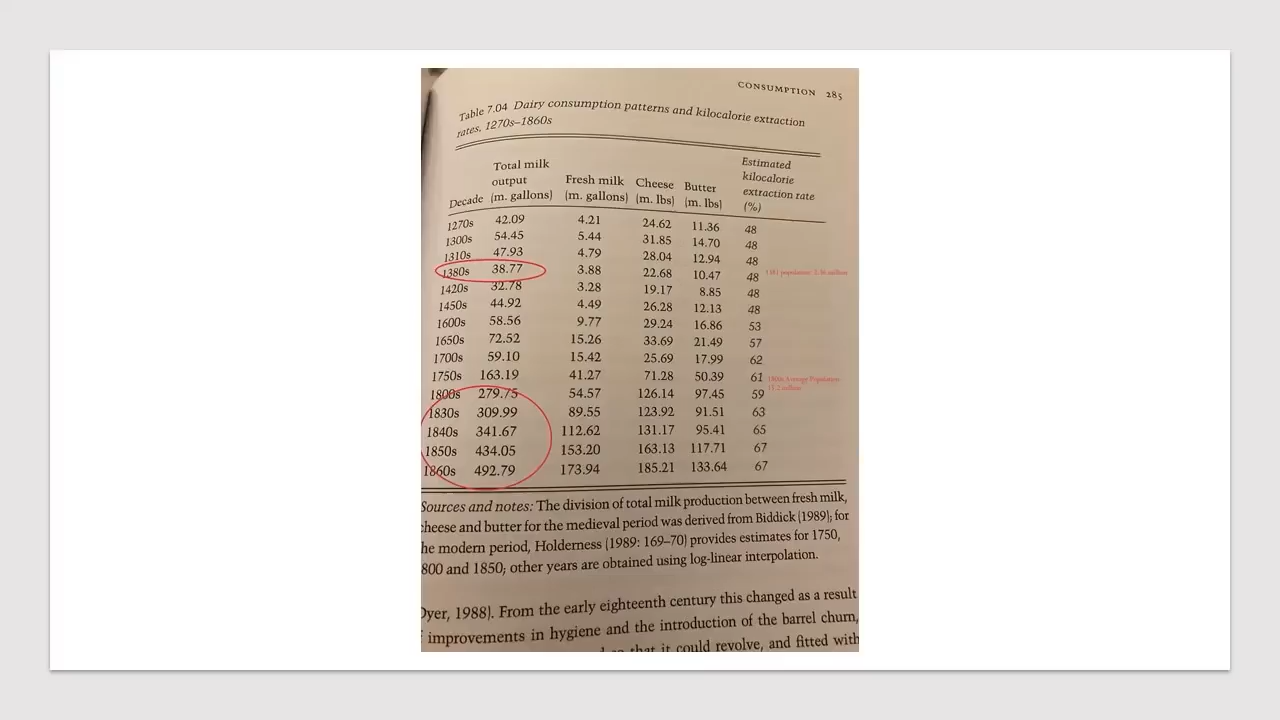 CONSUMPTION 285
Table 7.04 Dairy consumption patterns and kilocalorie extraction
rates, 1270s–1860s
Decade Total milk output (m. gallons) Fresh milk (m. gallons) Cheese (m. lbs) Butter (m. lbs) Estimated kilocalorie extraction rate (%)
1270s 42.09 4.21 24.62 11.36 48
1300s 54.45 5.44 31.85 14.70 48
1310s 47.93 4.79 28.04 12.94 48
1380s 38.77 3.88 22.68 10.47 48
1420s 32.78 3.28 19.17 8.85 48
1450s 44.92 4.49 26.28 12.13 48
1600s 58.56 9.77 29.24 16.86 53
1650s 72.52 15.26 33.69 21.49 57
1700s 59.10 15.42 25.69 17.99 62
1750s 163.19 41.27 71.28 50.39 61
1800s 279.75 54.57 126.14 97.45 59
1830s 309.99 89.55 123.92 91.51 63
1840s 341.67 112.62 131.17 95.41 65
1850s 434.05 153.20 163.13 117.71 67
1860s 492.79 173.94 185.21 133.64 67
population
1800s Average Population:
million
Sources and notes: The division of total milk production between fresh milk,
cheese and butter for the medieval period was derived from Biddick (1989); for
he modern period, Holderness (1989: 169–70) provides estimates for 1750,
800 and 1850; other years are obtained using log-linear interpolation.
Dyer, 1988). From the early eighteenth century this changed as a result
f improvements in hygiene and the introduction of the barrel churn,
that it could revolve, and fitted with